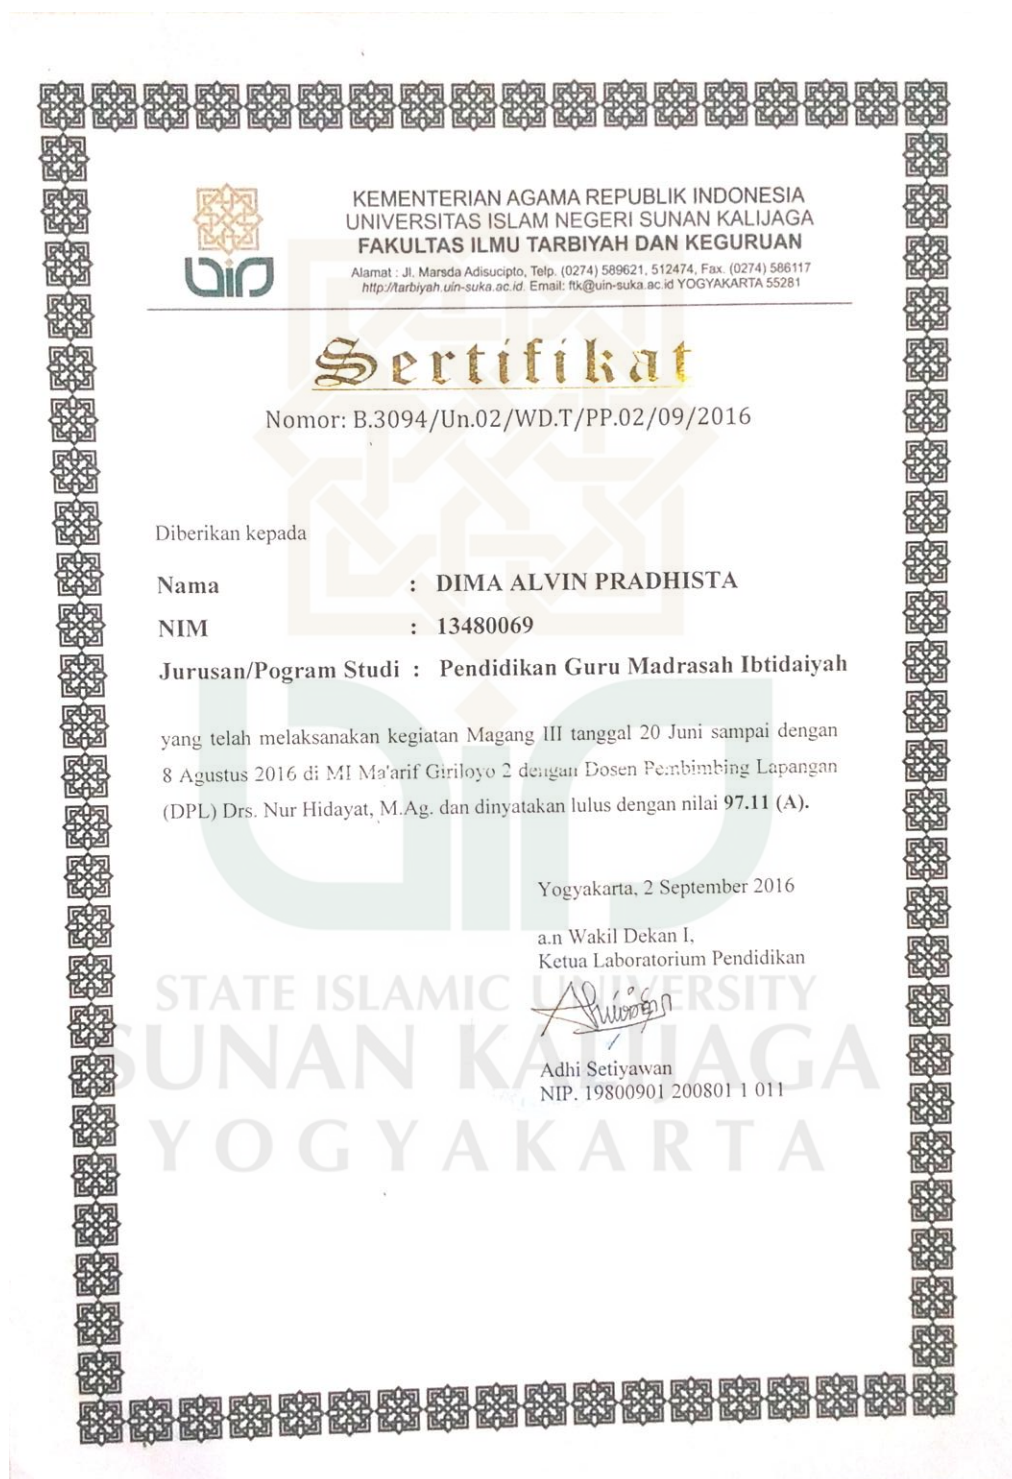 KEMENTERIAN AGAMA REPUBLIK INDONESIA
UNIVERSITAS ISLAM NEGERI SUNAN KALIJAGA
FAKULTAS ILMU TARBIYAH DAN KEGURUAN
Alamat : Jl. Marsda Adisucipto, Telp. (0274) 589621, 512474, Fax. (0274) 586117
http://tarbiyah.uin-suka.ac.id. Email: ftk@uin-suka.ac.id YOGYAKARTA 55281
uin
Sertifikat
Nomor: B.3094/Un.02/WD.T/PP.02/09/2016
Diberikan kepada
Nama : DIMA ALVIN PRADHISTA
NIM : 13480069
Jurusan/Pogram Studi : Pendidikan Guru Madrasah Ibtidaiyah
yang telah melaksanakan kegiatan Magang III tanggal 20 Juni sampai dengan
8 Agustus 2016 di MI Ma'arif Giriloyo 2 dengan Dosen Pembimbing Lapangan
(DPL) Drs. Nur Hidayat, M.Ag. dan dinyatakan lulus dengan nilai 97.11 (A).
Yogyakarta, 2 September 2016
a.n Wakil Dekan I,
Ketua Laboratorium Pendidikan
Adhi Setiyawan
NIP. 19800901 200801 1 011
STATE ISLAMIC UNIVERSITY
SUNAN KALIJAGA
YOGYAKARTA